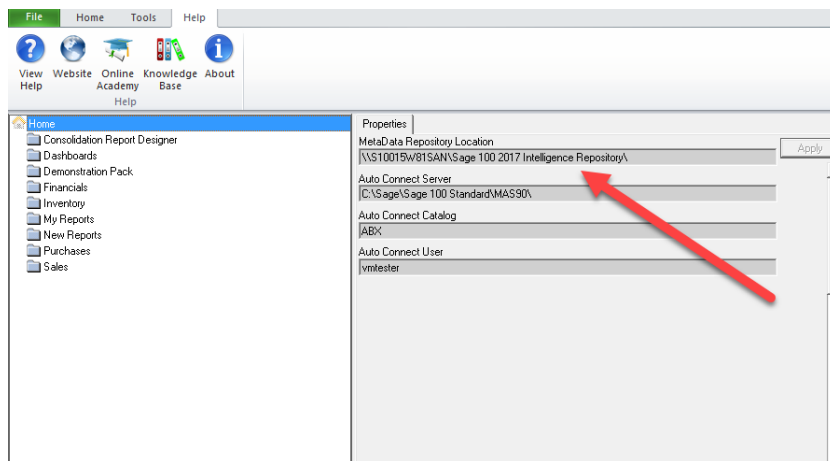 File Home Tools Help
View Help
Website
Online Academy
Knowledge Base
About
Help
Home
Consolidation Report Designer
Dashboards
Demonstration Pack
Financials
Inventory
My Reports
New Reports
Purchases
Sales
Properties
MetaData Repository Location
\\S10015W81SAN\Sage 100 2017 Intelligence Repository\
Apply
Auto Connect Server
C:\Sage\Sage 100 Standard\MAS90\
Auto Connect Catalog
ABX
Auto Connect User
vmtester